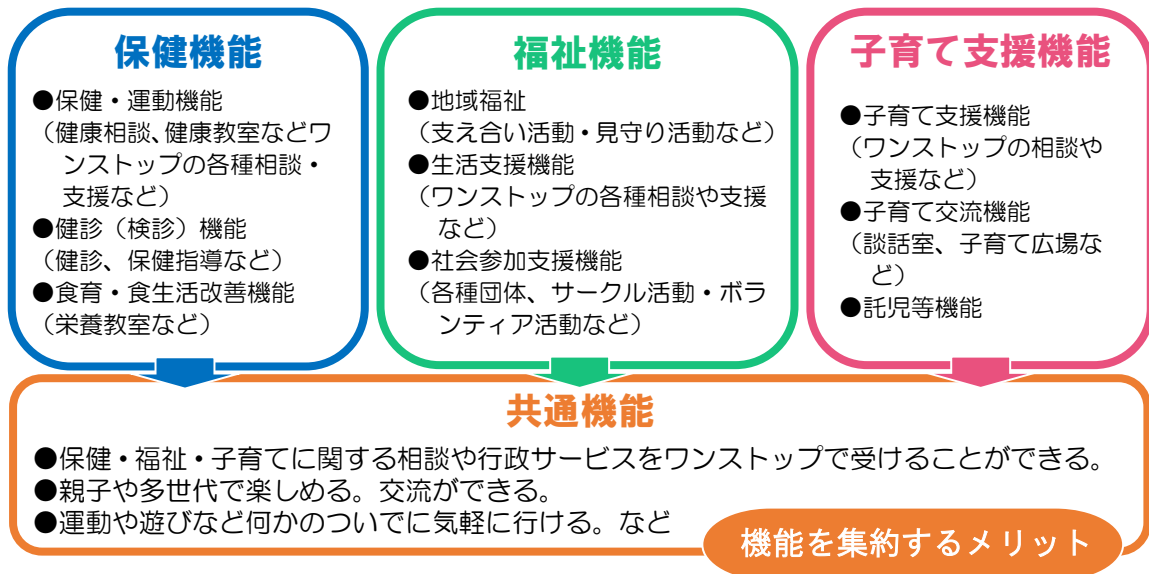 保健機能
●保健・運動機能
（健康相談、健康教室などワ
ンストップの各種相談・
支援など）
●健診（検診）機能
（健診、保健指導など）
●食育・食生活改善機能
（栄養教室など）
福祉機能
●地域福祉
（支え合い活動・見守り活動など）
●生活支援機能
（ワンストップの各種相談や支援
など）
●社会参加支援機能
（各種団体、サークル活動・ボラ
ンティア活動など）
子育て支援機能
●子育て支援機能
（ワンストップの相談や
支援など）
●子育て交流機能
（談話室、子育て広場な
ど）
●託児等機能
共通機能
●保健・福祉・子育てに関する相談や行政サービスをワンストップで受けることができる。
●親子や多世代で楽しめる。交流ができる。
●運動や遊びなど何かのついでに気軽に行ける。など
機能を集約するメリット